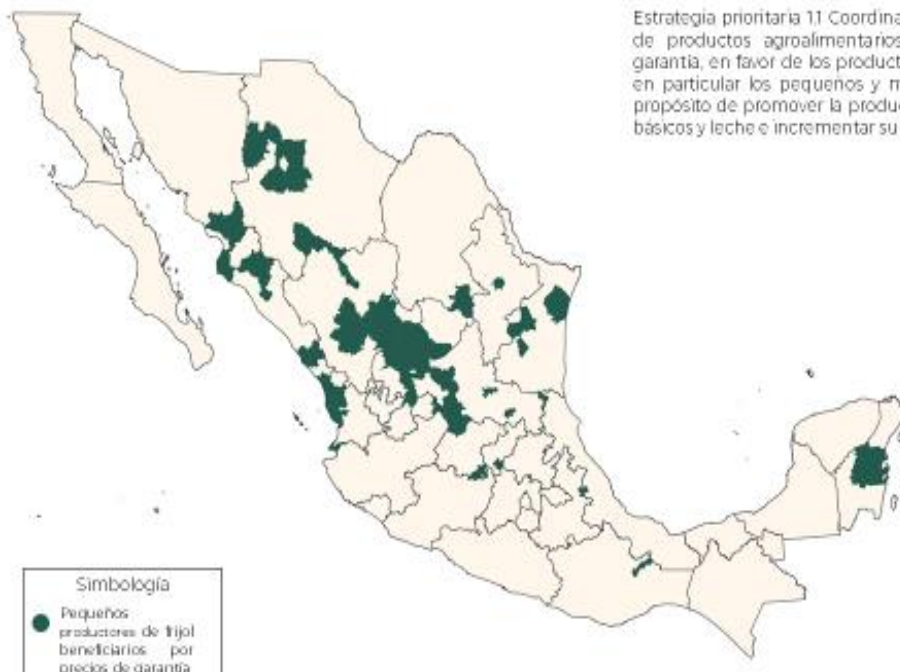 Estrategia prioritaria 1.1 Coordina
de productos agroalimentarios
garantía, en favor de los product
en particular los pequeños y m
propósito de promover la produc
básicos y leche e incrementar su
Simbología
Pequeños
productores de frijol
beneficiarios por
precios de garantía